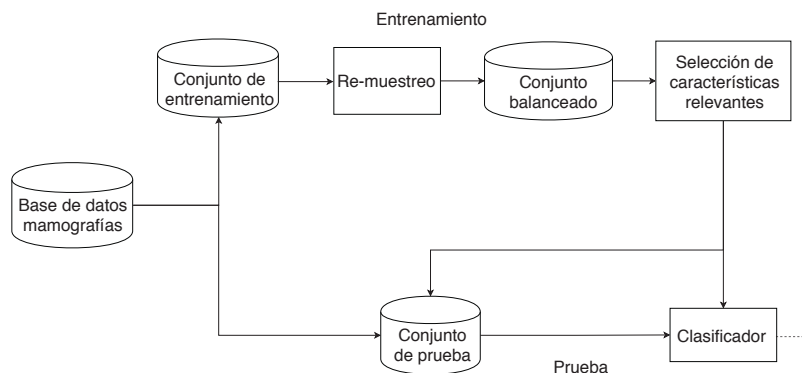 Entrenamiento
Conjunto de
entrenamiento
Re-muestreo
Conjunto
balanceado
Selección de
características
relevantes
Base de datos
mamografías
Conjunto
de prueba
Clasificador
Prueba